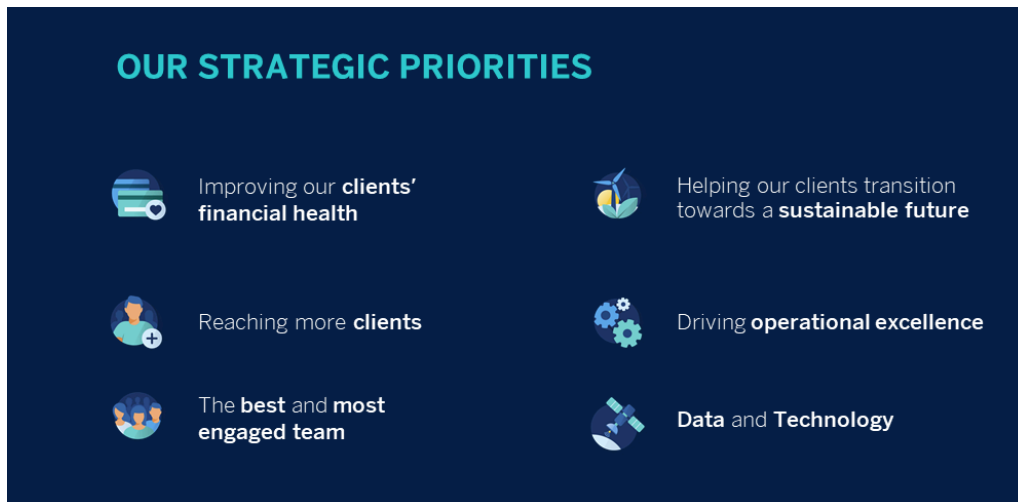 OUR STRATEGIC PRIORITIES
Improving our clients’
financial health
Helping our clients transition
towards a sustainable future
Reaching more clients
Driving operational excellence
The best and most
engaged team
Data and Technology